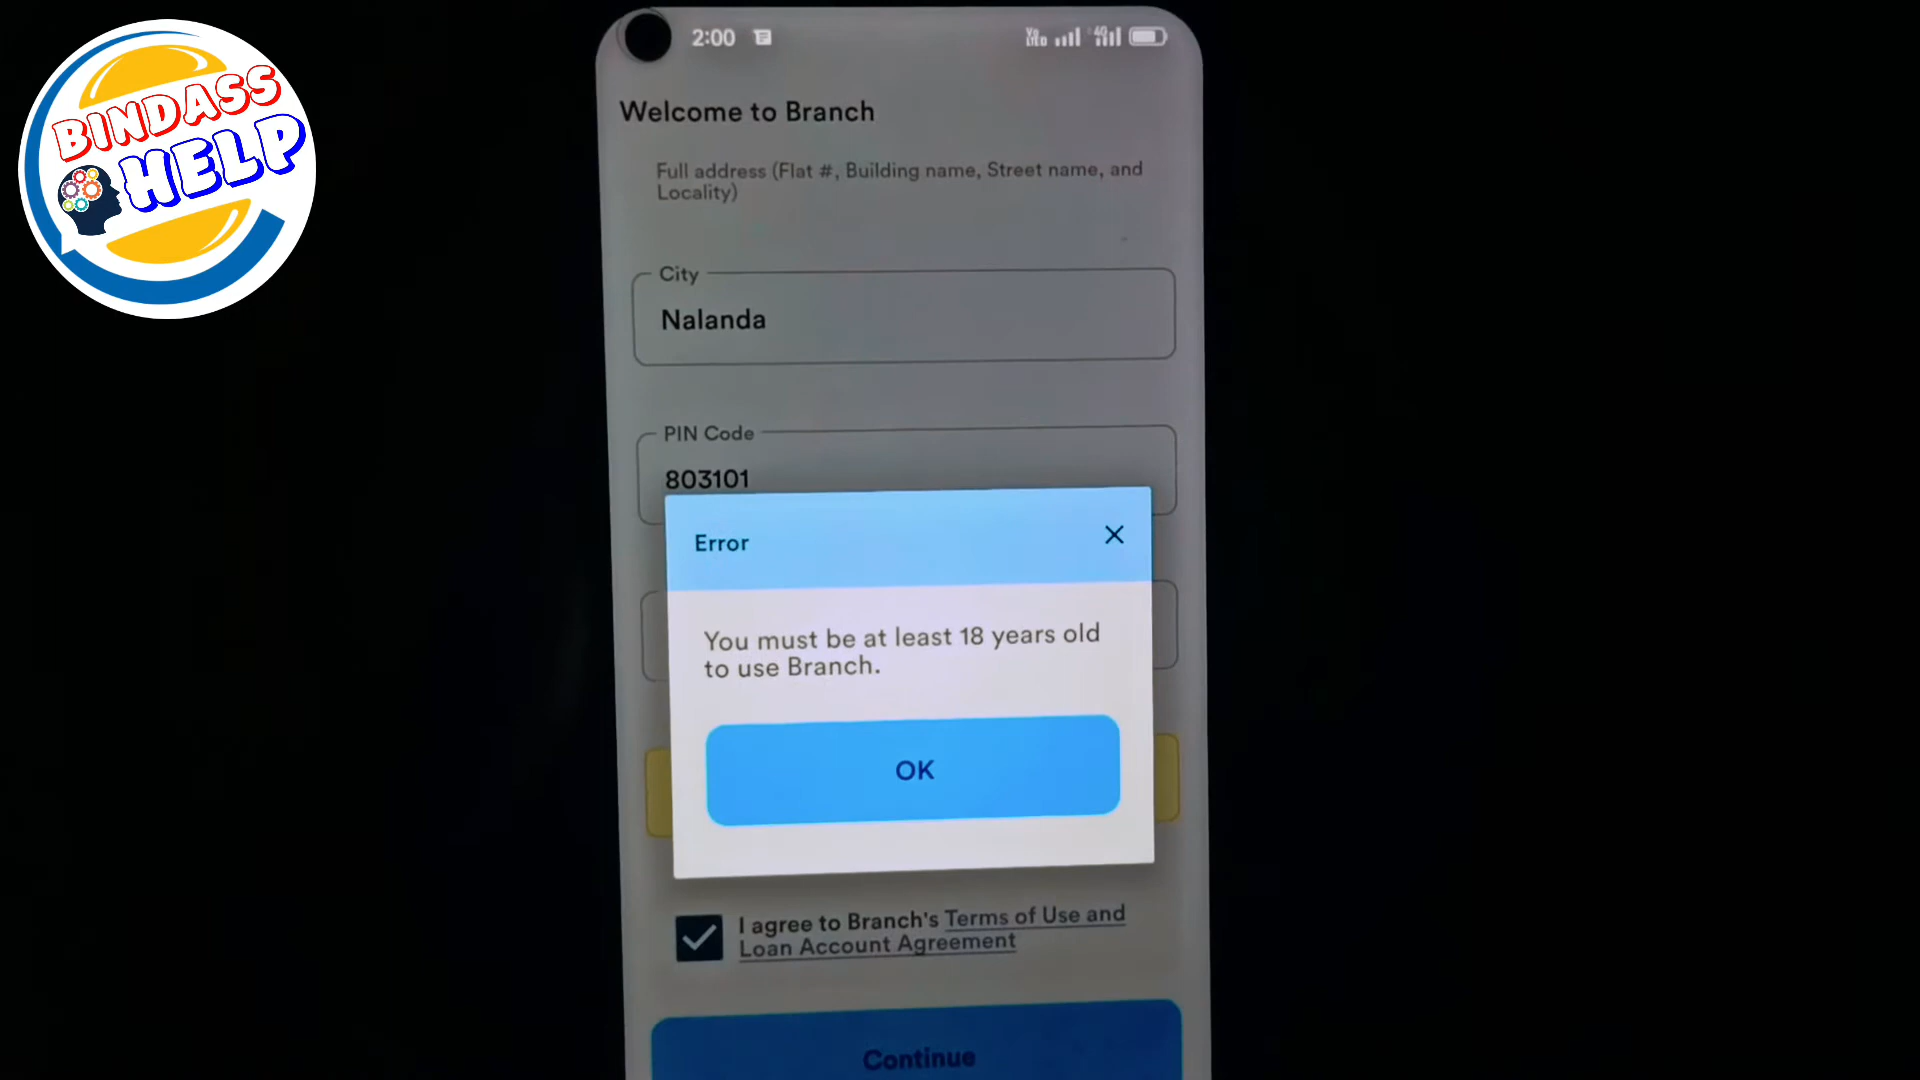 BINDASS
HELP
2:00
4G
Welcome to Branch
Full address (Flat #, Building name, Street name, and
Locality)
City
Nalanda
PIN Code
803101
Error
You must be at least 18 years old
to use Branch.
OK
I agree to Branch's Terms of Use and
Loan Account Agreement
Continue